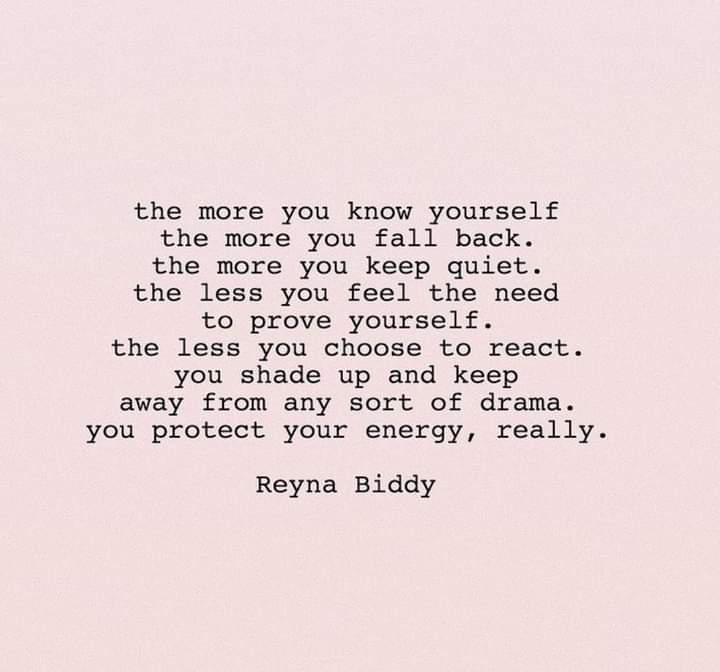 the more you know yourself
the more you fall back.
the more you keep quiet.
the less you feel the need
to prove yourself.
the less you choose to react.
you shade up and keep
away from any sort of drama.
you protect your energy, really.
Reyna Biddy